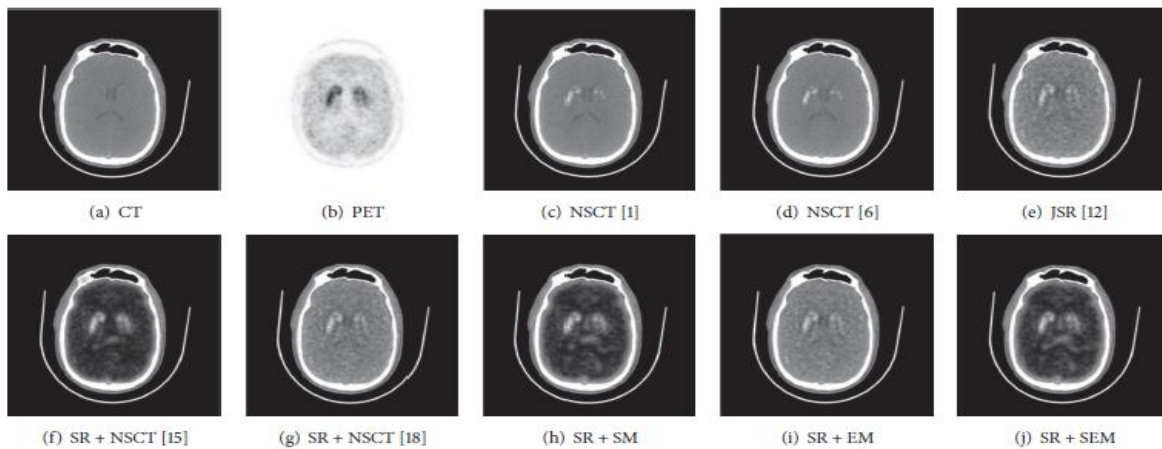 (a) CT
(b) PET
(c) NSCT [1]
(d) NSCT [6]
(e) JSR [12]
(f) SR + NSCT [15]
(g) SR + NSCT [18]
(h) SR + SM
(i) SR + EM
(j) SR + SEM